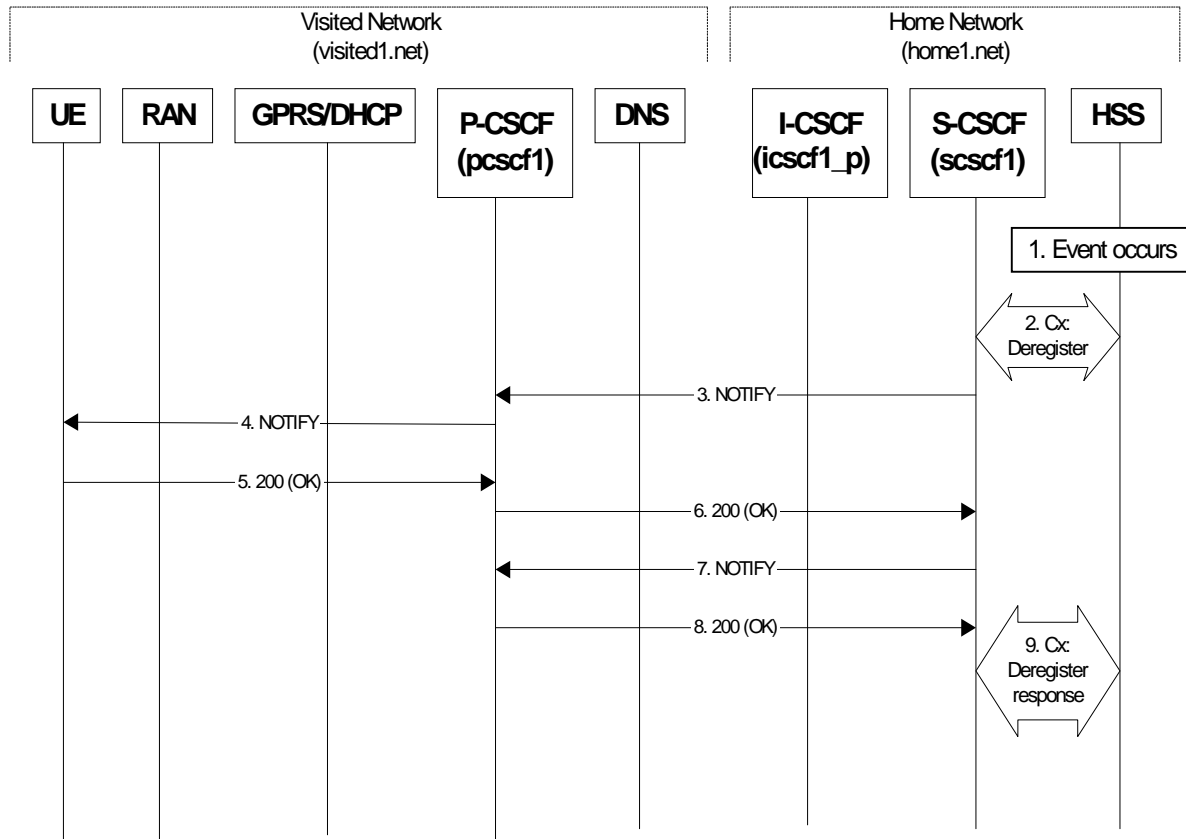 Visited Network
(visited1.net)
Home Network
(home1.net)
UE
RAN
GPRS/DHCP
P-CSCF
(pcscf1)
DNS
I-CSCF
(icscf1_p)
S-CSCF
(scscf1)
HSS
1. Event occurs
2. Cx:
Deregister
3. NOTIFY
4. NOTIFY
5. 200 (OK)
6. 200 (OK)
7. NOTIFY
8. 200 (OK)
9. Cx:
Deregister
response